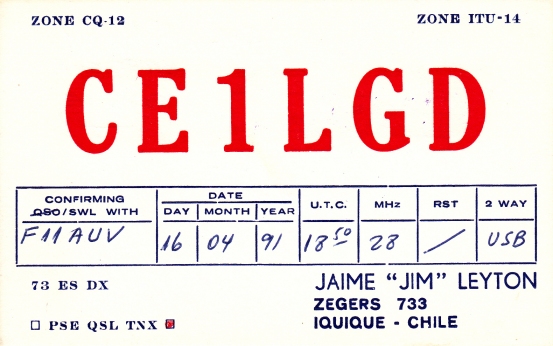 ZONE CQ-12
ZONE ITU-14
CE1LGD
CONFIRMING QSO/SWL WITH
DATE
DAY MONTH YEAR
U.T.C.
MHz
RST
2 WAY
F11AUV
16 04 91 18 50 28 / USB
73 ES DX
JAIME “JIM” LEYTON
ZEGERS 733
□ PSE QSL TNX ☒
IQUIQUE - CHILE